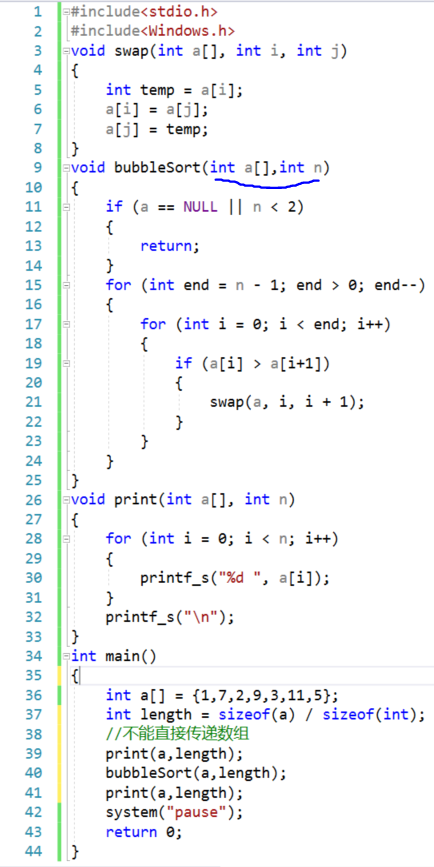 1 #include<stdio.h>
2 #include<Windows.h>
3 void swap(int a[], int i, int j)
4 {
5 int temp = a[i];
6 a[i] = a[j];
7 a[j] = temp;
8 }
9 void bubbleSort(int a[],int n)
10 {
11 if (a == NULL || n < 2)
12 {
13 return;
14 }
15 for (int end = n - 1; end > 0; end--)
16 {
17 for (int i = 0; i < end; i++)
18 {
19 if (a[i] > a[i+1])
20 {
21 swap(a, i, i + 1);
22 }
23 }
24 }
25 }
26 void print(int a[], int n)
27 {
28 for (int i = 0; i < n; i++)
29 {
30 printf_s("%d ", a[i]);
31 }
32 printf_s("\n");
33 }
34 int main()
35 {
36 int a[] = {1,7,2,9,3,11,5};
37 int length = sizeof(a) / sizeof(int);
38 //不能直接传递数组
39 print(a,length);
40 bubbleSort(a,length);
41 print(a,length);
42 system("pause");
43 return 0;
44 }